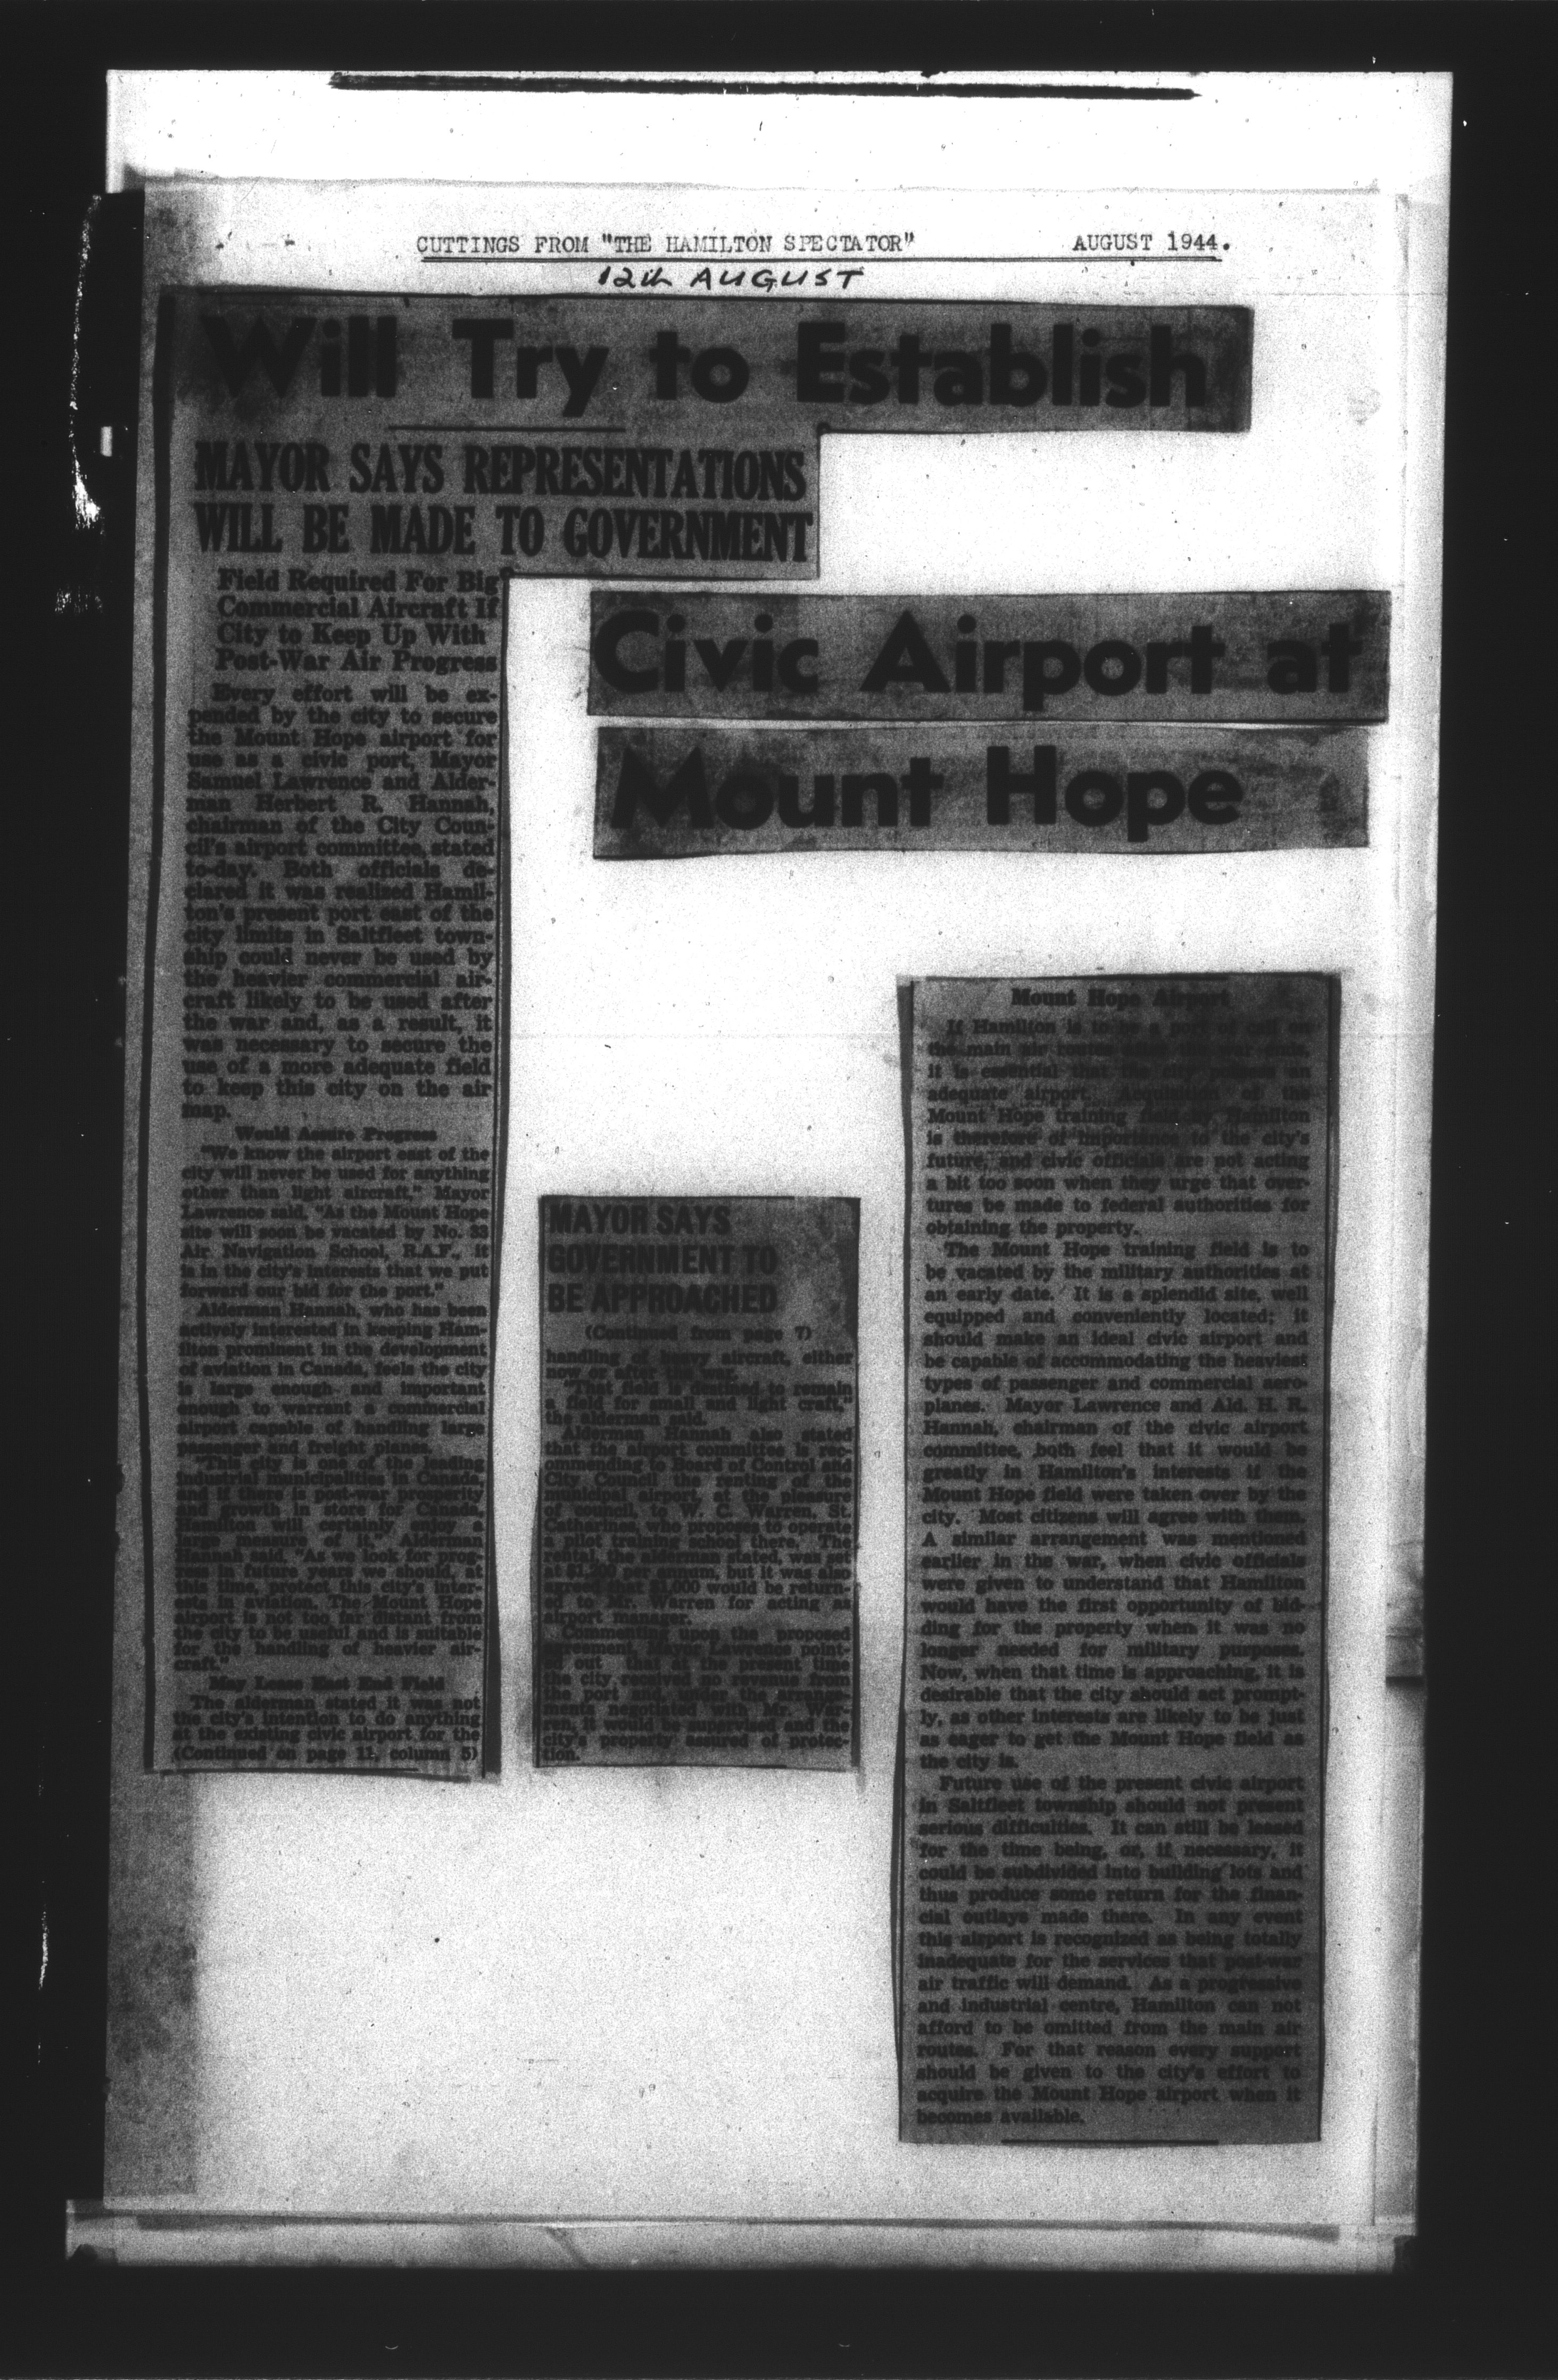 CUTTINGS FROM "THE HAMILTON SPECTATOR" AUGUST 1944.
12th AUGUST
Will Try to Establish
Civic Airport at
Mount Hope
MAYOR SAYS REPRESENTATIONS
WILL BE MADE TO GOVERNMENT
Field Required For Big
Commercial Aircraft If
City to Keep Up With
Post-War Air Progress
Every effort will be ex-
pended by the city to secure
the Mount Hope airport for
use as a civic port, Mayor
Samuel Lawrence and Alder-
man Herbert R. Hannah,
chairman of the City Coun-
cil's airport committee, stated
to-day. Both officials de-
clared it was realized Hamil-
ton's present port east of the
city limits in Saltfleet town-
ship could never be used by
the heavier commercial air-
craft likely to be used after
the war and, as a result, it
was necessary to secure the
use of a more adequate field
to keep this city on the air
map.
Would Assure Progress
"We know the airport east of the
city will never be used for anything
other than light aircraft," Mayor
Lawrence said. "As the Mount Hope
site will soon be vacated by No. 33
Air Navigation School, R.A.F., it
is in the city's interests that we put
forward our bid for the port."
Alderman Hannah, who has been
actively interested in keeping Ham-
ilton prominent in the development
of aviation in Canada, feels the city
is large enough and important
enough to warrant a commercial
airport capable of handling large
passenger and freight planes.
"This city is one of the leading
industrial municipalities in Canada,
and if there is post-war prosperity
and growth in store for Canada,
Hamilton will certainly enjoy a
large measure of it," Alderman
Hannah said. "As we look for prog-
ress in future years we should, at
this time, protect this city's inter-
ests in aviation. The Mount Hope
airport is not too far distant from
the city to be useful and is suitable
for the handling of heavier air-
craft."
May Lease East End Field
The alderman stated it was not
the city's intention to do anything
at the existing civic airport for the
(Continued on page 12, column 5)
MAYOR SAYS
GOVERNMENT TO
BE APPROACHED
(Continued from page 7)
handling of heavy aircraft, either
now or after the war.
"That field is destined to remain
a field for small and light craft,"
the alderman said.
Alderman Hannah also stated
that the airport committee is rec-
ommending to Board of Control and
City Council the renting of the
municipal airport, at the pleasure
of council, to W. C. Warren, St.
Catharines, who proposes to operate
a pilot training school there. The
rental, the alderman stated, was set
at $1,200 per annum, but it was also
agreed that $1,000 would be return-
ed to Mr. Warren for acting as
airport manager.
Commenting upon the proposed
agreement, Mayor Lawrence point-
ed out that at the present time
the city received no revenue from
the port and, under the arrange-
ments negotiated with Mr. War-
ren, it would be supervised and the
city's property assured of protec-
tion.
Mount Hope Airport
If Hamilton is to be a port of call on
the main air routes after the war ends,
it is essential that the city possess an
adequate airport. Acquisition of the
Mount Hope training field by Hamilton
is therefore of importance to the city's
future, and civic officials are not acting
a bit too soon when they urge that over-
tures be made to federal authorities for
obtaining the property.
The Mount Hope training field is to
be vacated by the military authorities at
an early date. It is a splendid site, well
equipped and conveniently located; it
should make an ideal civic airport and
be capable of accommodating the heaviest
types of passenger and commercial aero-
planes. Mayor Lawrence and Ald. H. R.
Hannah, chairman of the civic airport
committee, both feel that it would be
greatly in Hamilton's interests if the
Mount Hope field were taken over by the
city. Most citizens will agree with them.
A similar arrangement was mentioned
earlier in the war, when civic officials
were given to understand that Hamilton
would have the first opportunity of bid-
ding for the property when it was no
longer needed for military purposes.
Now, when that time is approaching, it is
desirable that the city should act prompt-
ly, as other interests are likely to be just
as eager to get the Mount Hope field as
the city is.
Future use of the present civic airport
in Saltfleet township should not present
serious difficulties. It can still be leased
for the time being, or, if necessary, it
could be subdivided into building lots and
thus produce some return for the finan-
cial outlays made there. In any event
this airport is recognized as being totally
inadequate for the services that post-war
air traffic will demand. As a progressive
and industrial centre, Hamilton can not
afford to be omitted from the main air
routes. For that reason every support
should be given to the city's effort to
acquire the Mount Hope airport when it
becomes available.